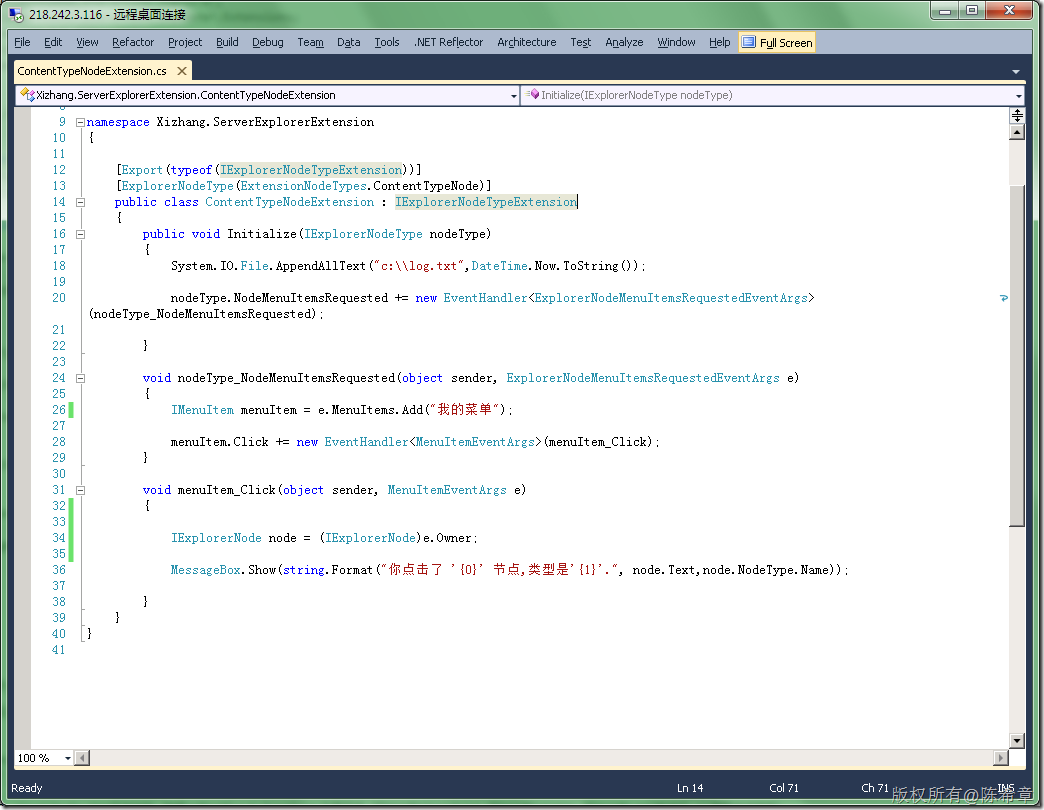 218.242.3.116 - 远程桌面连接
File Edit View Refactor Project Build Debug Team Data Tools .NET Reflector Architecture Test Analyze Window Help Full Screen
ContentTypeNodeExtension.cs
Xizhang.ServerExplorerExtension.ContentTypeNodeExtension Initialize(IExplorerNodeType nodeType)
9 namespace Xizhang.ServerExplorerExtension
10 {
11
12 [Export(typeof(IExplorerNodeTypeExtension))]
13 [ExplorerNodeType(ExtensionNodeTypes.ContentTypeNode)]
14 public class ContentTypeNodeExtension : IExplorerNodeTypeExtension
15 {
16 public void Initialize(IExplorerNodeType nodeType)
17 {
18 System.IO.File.AppendAllText("c:\\log.txt",DateTime.Now.ToString());
19
20 nodeType.NodeMenuItemsRequested += new EventHandler<ExplorerNodeMenuItemsRequestedEventArgs>
(nodeType_NodeMenuItemsRequested);
21
22 }
23
24 void nodeType_NodeMenuItemsRequested(object sender, ExplorerNodeMenuItemsRequestedEventArgs e)
25 {
26 IMenuItem menuItem = e.MenuItems.Add("我的菜单");
27
28 menuItem.Click += new EventHandler<MenuItemEventArgs>(menuItem_Click);
29 }
30
31 void menuItem_Click(object sender, MenuItemEventArgs e)
32 {
33
34 IExplorerNode node = (IExplorerNode)e.Owner;
35
36 MessageBox.Show(string.Format("你点击了 '{0}' 节点,类型是'{1}'.", node.Text,node.NodeType.Name));
37
38 }
39 }
40 }
41
100 %
Ready Ln 14 Col 71 Ch 71 INS
版权所有@陈希章